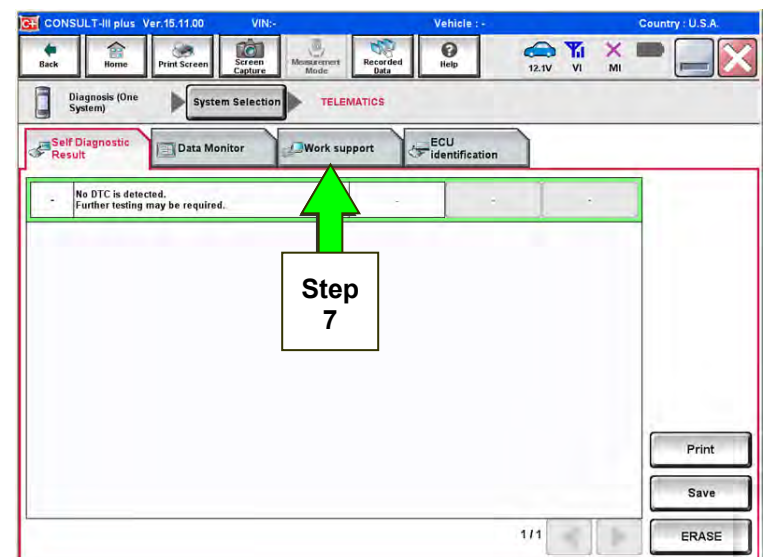 C+ CONSULT-III plus Ver.15.11.00 VIN:- Vehicle : - Country : U.S.A.
Back Home Print Screen Screen Capture Measurement Mode Recorded Data Help 12.1V VI MI
Diagnosis (One System) System Selection TELEMATICS
Self Diagnostic Result Data Monitor Work support ECU identification
- No DTC is detected. - - -
Further testing may be required.
Step
7
Print
Save
1/1 ERASE